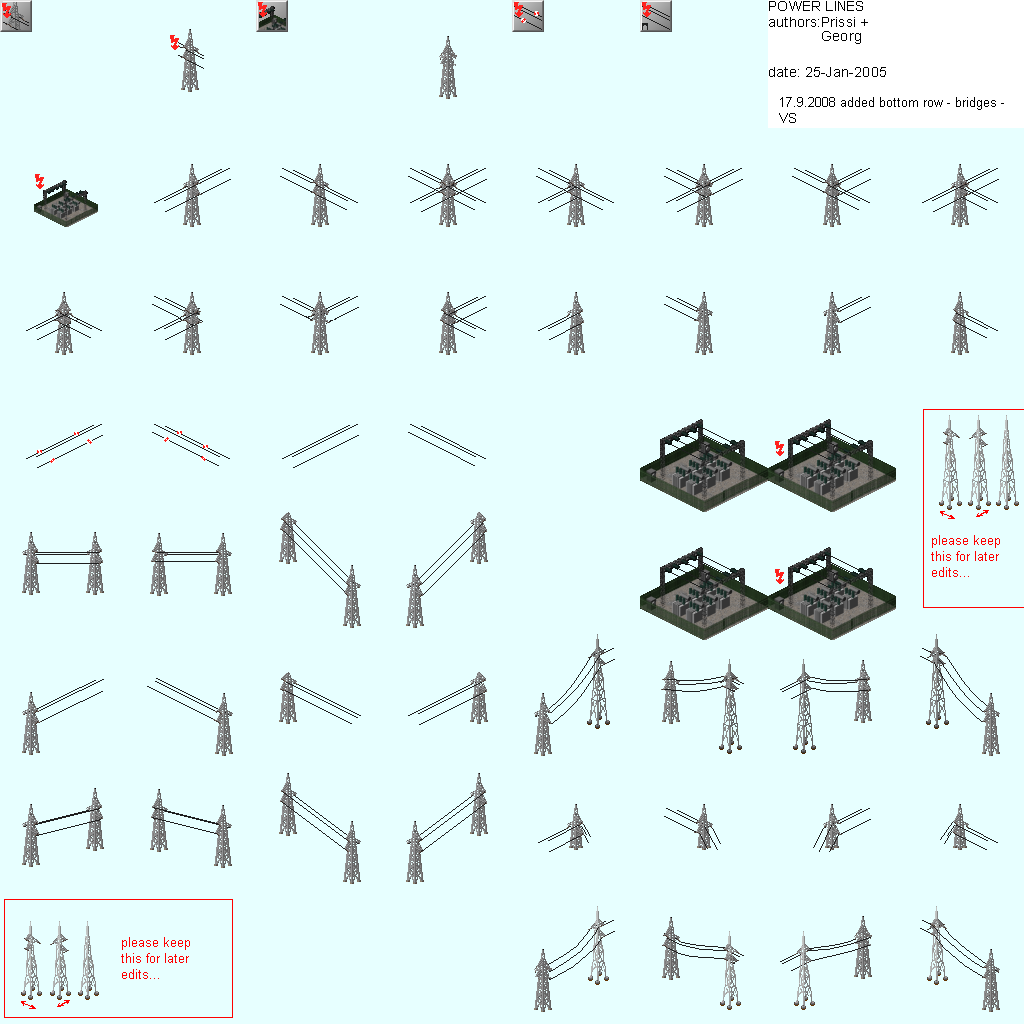 POWER LINES
authors:Prissi +
Georg
date: 25-Jan-2005
17.9.2008 added bottom row - bridges -
VS
please keep
this for later
edits...
please keep
this for later
edits...